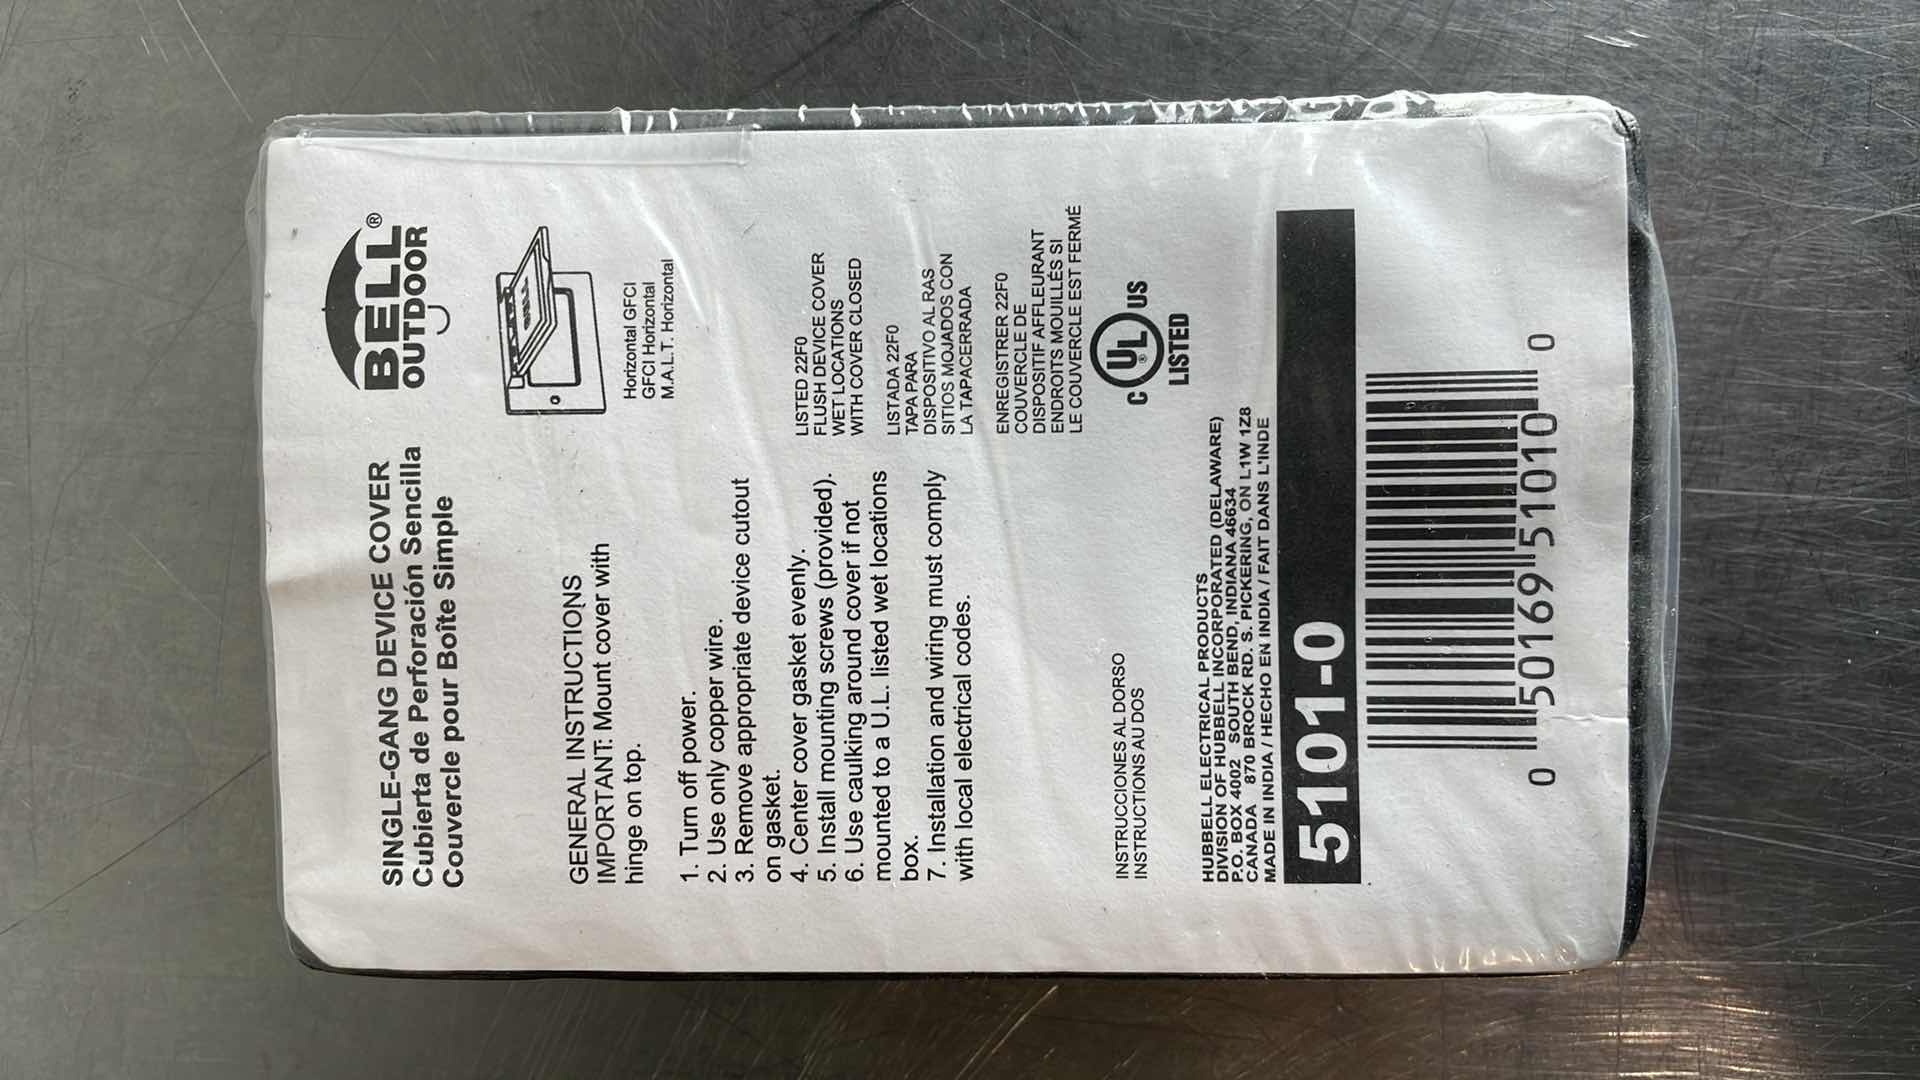 SINGLE-GANG DEVICE COVER
Cubierta de Perforación Sencilla
Couvercle pour Boîte Simple
BELL®
OUTDOOR
BELL
Horizontal GFCI
GFCI Horizontal
M.A.L.T. Horizontal
GENERAL INSTRUCTIONS
IMPORTANT: Mount cover with
hinge on top.
1. Turn off power.
2. Use only copper wire.
3. Remove appropriate device cutout
on gasket.
4. Center cover gasket evenly.
5. Install mounting screws (provided).
6. Use caulking around cover if not
mounted to a U.L. listed wet locations
box.
7. Installation and wiring must comply
with local electrical codes.
LISTED 22F0
FLUSH DEVICE COVER
WET LOCATIONS
WITH COVER CLOSED
LISTADA 22F0
TAPA PARA
DISPOSITIVO AL RAS
SITIOS MOJADOS CON
LA TAPACERRADA
ENREGISTRER 22F0
COUVERCLE DE
DISPOSITIF AFFLEURANT
ENDROITS MOUILLÉS SI
LE COUVERCLE EST FERMÉ
C UL® US
LISTED
INSTRUCCIONES AL DORSO
INSTRUCTIONS AU DOS
HUBBELL ELECTRICAL PRODUCTS
DIVISION OF HUBBELL INCORPORATED (DELAWARE)
P.O. BOX 4002 SOUTH BEND, INDIANA 46634
CANADA 870 BROCK RD. S. PICKERING, ON L1W 1Z8
MADE IN INDIA / HECHO EN INDIA / FAIT DANS L'INDE
5101-0
0 50169 51010 0